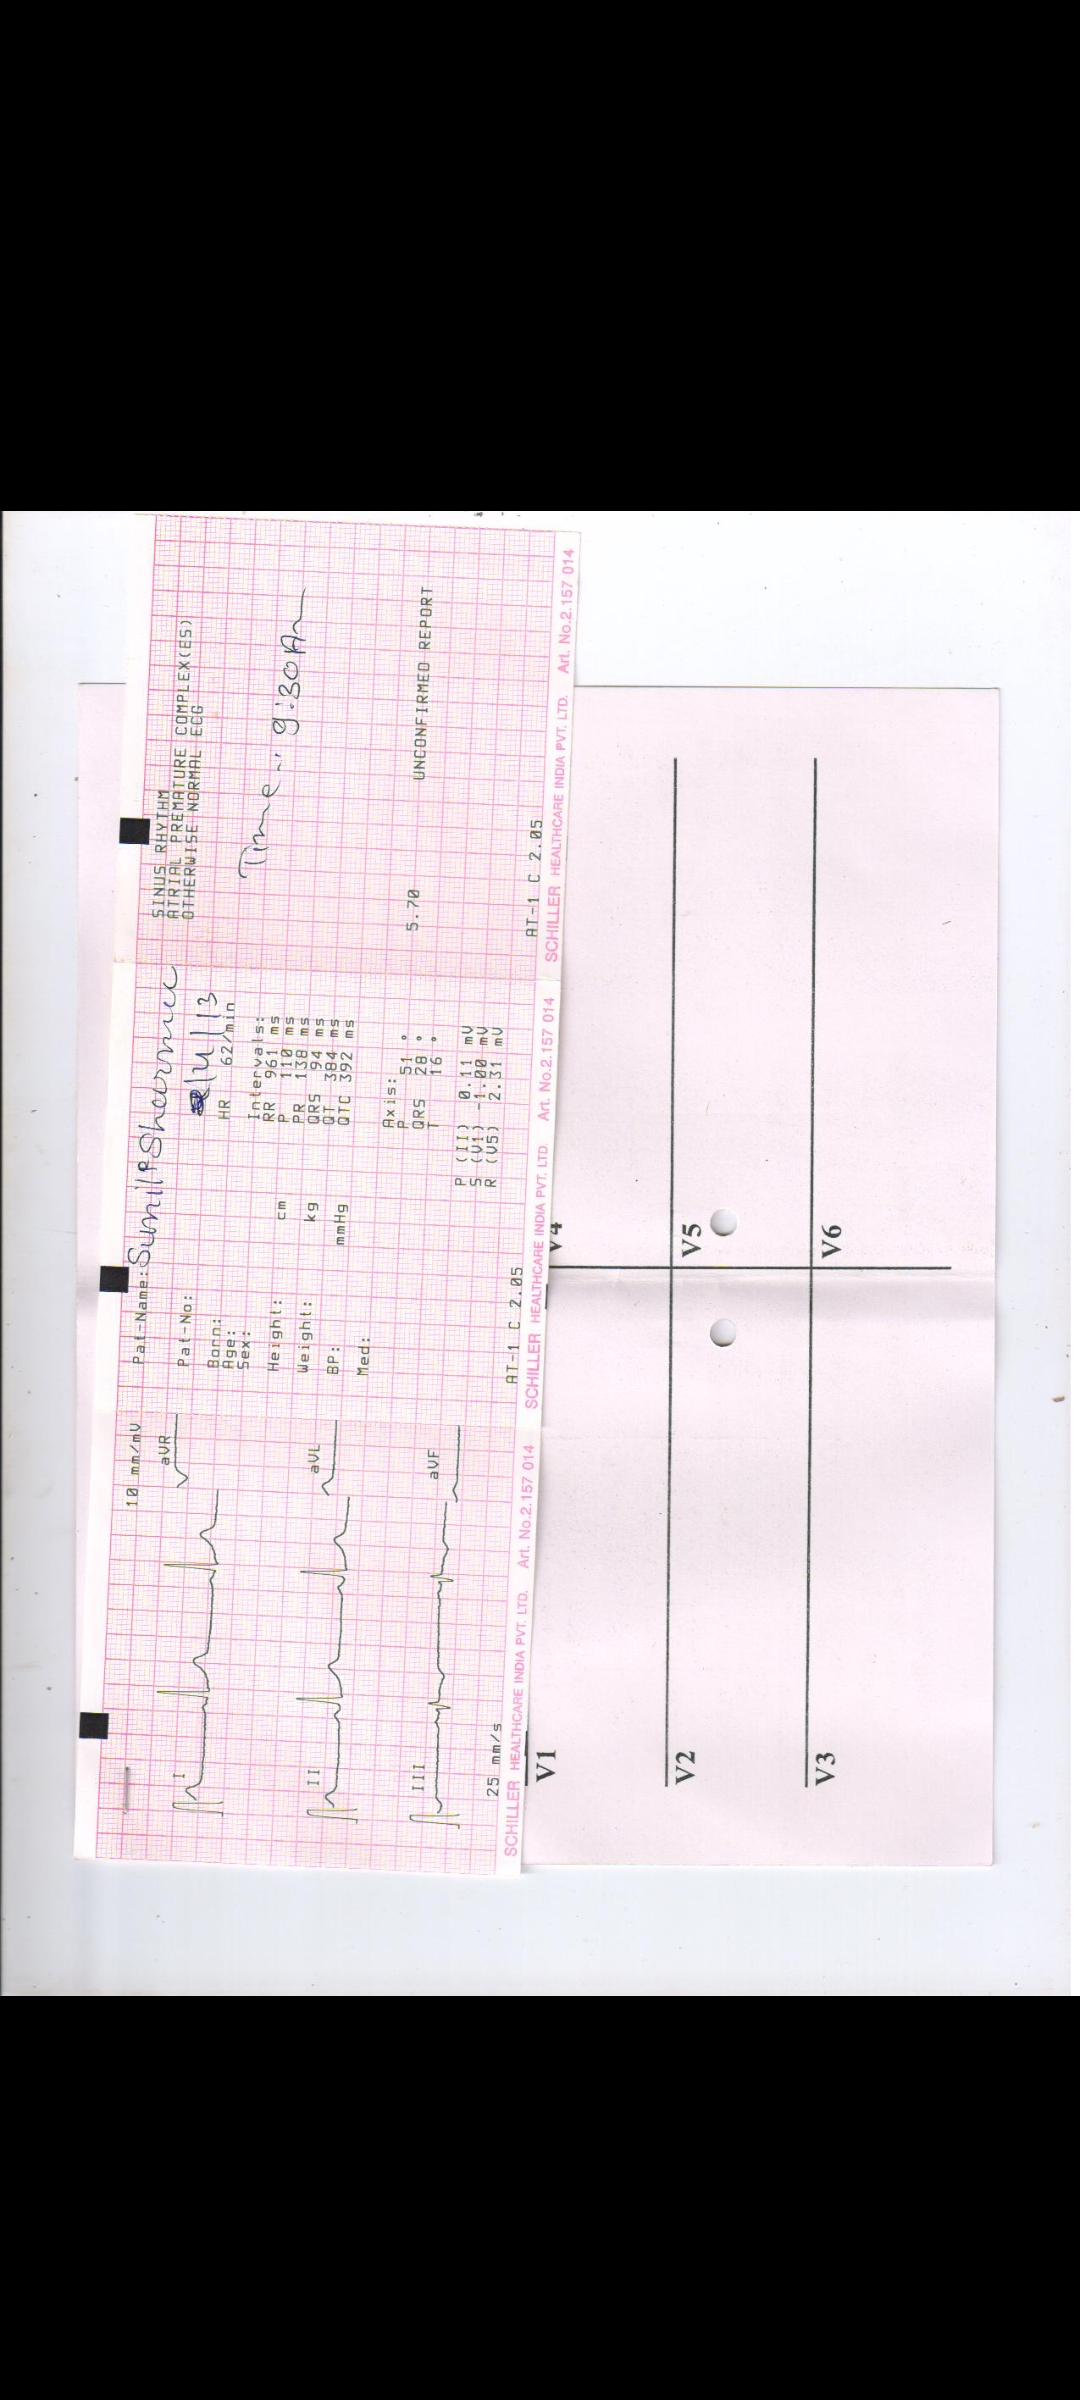 10 mm/mV
I
aVR
II
aVL
III
aVF
25 mm/s
Pat-Name: Sunil P Sharma
Pat-No:
Born:
Age:
Sex:
Height: cm
Weight: kg
BP: mmHg
Med:
HR 62/min
Intervals:
RR 961 ms
P 110 ms
PR 138 ms
QRS 94 ms
QT 384 ms
QTC 392 ms
Axis:
P 51 °
QRS 28 °
T 16 °
P (II) 0.11 mV
S (V1) -1.00 mV
R (V5) 2.31 mV
AT-1 C 2.05
SINUS RHYTHM
ATRIAL PREMATURE COMPLEX(ES)
OTHERWISE NORMAL ECG
Time - 9:30 Am
5.70 UNCONFIRMED REPORT
AT-1 C 2.05
SCHILLER HEALTHCARE INDIA PVT. LTD. Art. No.2.157 014
SCHILLER HEALTHCARE INDIA PVT. LTD. Art. No.2.157 014
SCHILLER HEALTHCARE INDIA PVT. LTD. Art. No.2.157 014
V1
V4
V2
V5
V3
V6